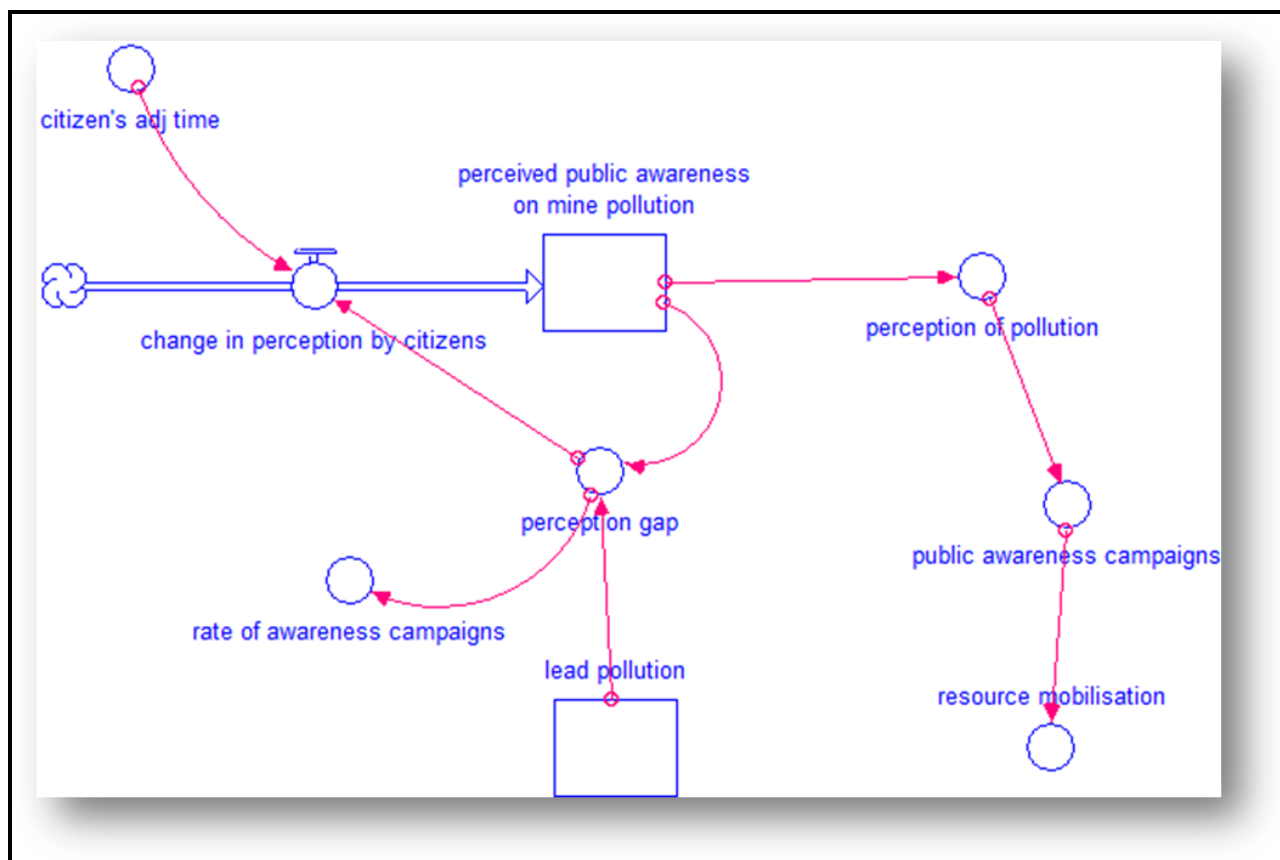 citizen's adj time
perceived public awareness
on mine pollution
change in perception by citizens
perception of pollution
perception gap
public awareness campaigns
rate of awareness campaigns
lead pollution
resource mobilisation